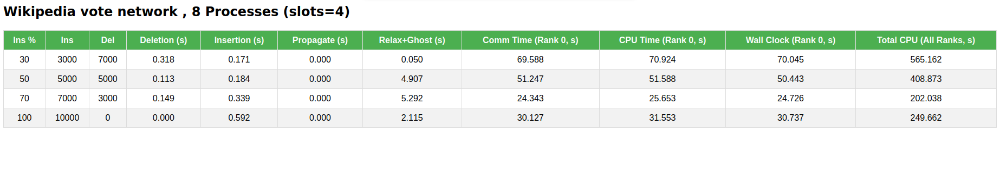 Wikipedia vote network , 8 Processes (slots=4)
Ins % Ins Del Deletion (s) Insertion (s) Propagate (s) Relax+Ghost (s) Comm Time (Rank 0, s) CPU Time (Rank 0, s) Wall Clock (Rank 0, s) Total CPU (All Ranks, s)
30 3000 7000 0.318 0.171 0.000 0.050 69.588 70.924 70.045 565.162
50 5000 5000 0.113 0.184 0.000 4.907 51.247 51.588 50.443 408.873
70 7000 3000 0.149 0.339 0.000 5.292 24.343 25.653 24.726 202.038
100 10000 0 0.000 0.592 0.000 2.115 30.127 31.553 30.737 249.662